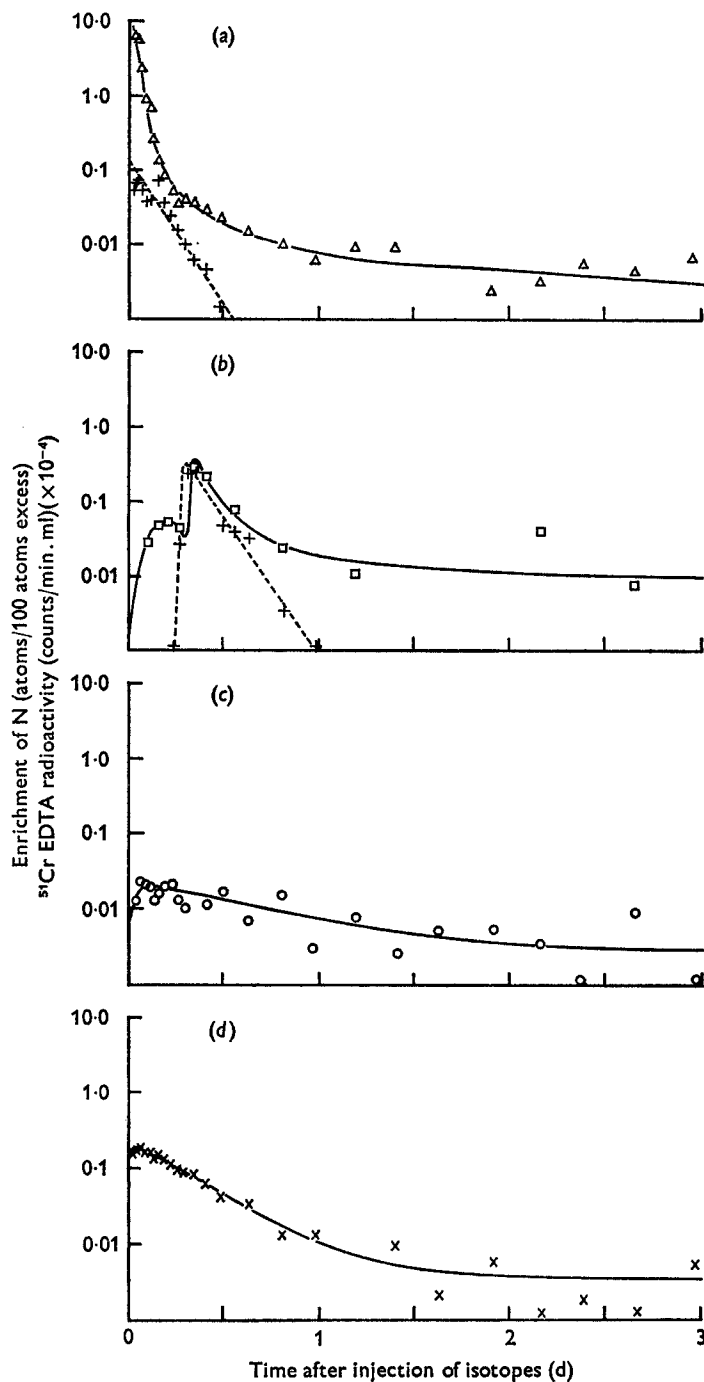 Enrichment of N (atoms/100 atoms excess)
⁵¹Cr EDTA radioactivity (counts/min. ml)(×10⁻⁴)
(a)
10·0
1·0
0·1
0·01
(b)
10·0
1·0
0·1
0·01
(c)
10·0
1·0
0·1
0·01
(d)
10·0
1·0
0·1
0·01
0 1 2 3
Time after injection of isotopes (d)